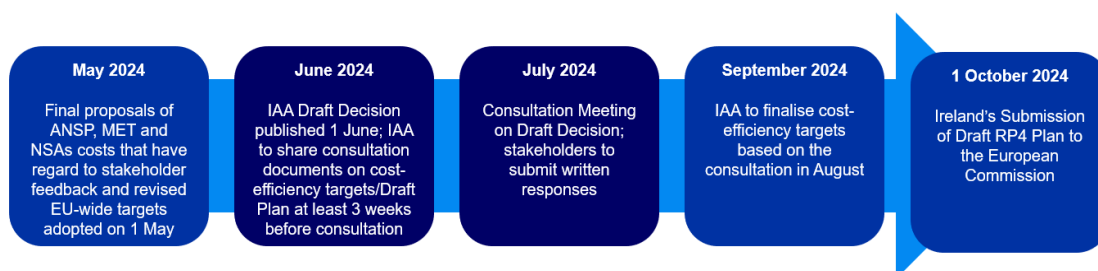 May 2024
Final proposals of
ANSP, MET and
NSAs costs that have
regard to stakeholder
feedback and revised
EU-wide targets
adopted on 1 May
June 2024
IAA Draft Decision
published 1 June; IAA
to share consultation
documents on cost-
efficiency targets/Draft
Plan at least 3 weeks
before consultation
July 2024
Consultation Meeting
on Draft Decision;
stakeholders to
submit written
responses
September 2024
IAA to finalise cost-
efficiency targets
based on the
consultation in August
1 October 2024
Ireland’s Submission
of Draft RP4 Plan to
the European
Commission